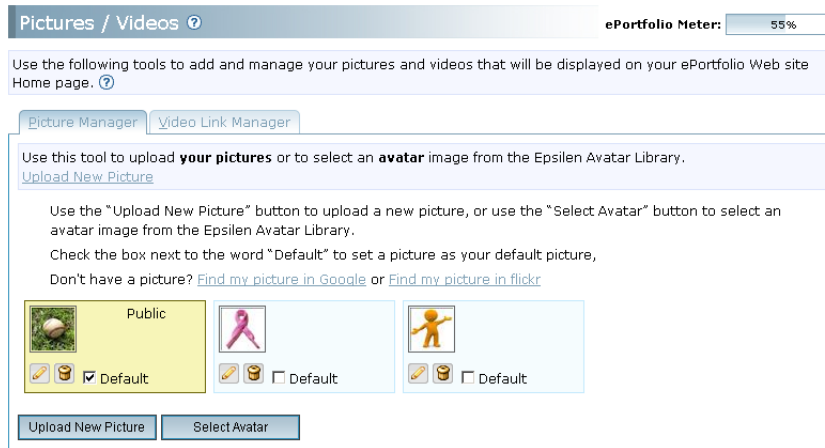 Pictures / Videos ?
ePortfolio Meter: 55%
Use the following tools to add and manage your pictures and videos that will be displayed on your ePortfolio Web site
Home page. ?
Picture Manager Video Link Manager
Use this tool to upload your pictures or to select an avatar image from the Epsilen Avatar Library.
Upload New Picture
Use the "Upload New Picture" button to upload a new picture, or use the "Select Avatar" button to select an
avatar image from the Epsilen Avatar Library.
Check the box next to the word "Default" to set a picture as your default picture,
Don't have a picture? Find my picture in Google or Find my picture in flickr
Public
Default
Default
Default
Upload New Picture Select Avatar